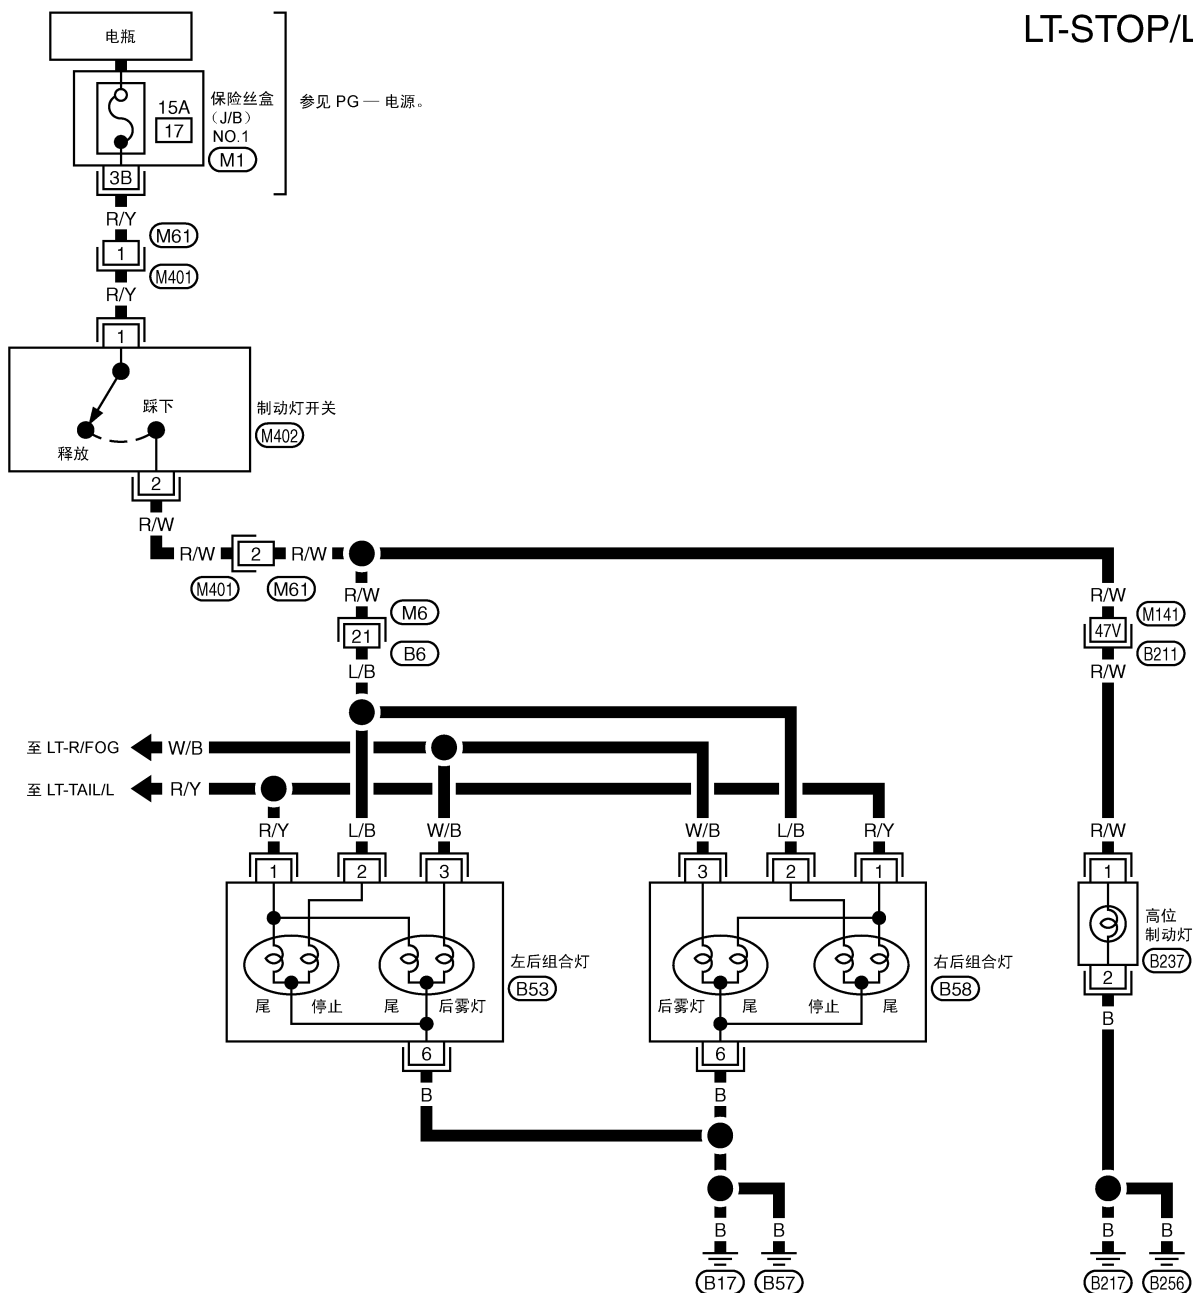 LT-STOP/L
电瓶
15A
17
保险丝盒
（J/B）
NO.1
M1
参见 PG — 电源。
3B
R/Y
M61
1
M401
R/Y
1
踩下
释放
制动灯开关
M402
2
R/W
R/W 2 R/W
M401 M61
R/W R/W
M6 M141
21 47V
B6 B211
L/B R/W
至 LT-R/FOG W/B
至 LT-TAIL/L R/Y
R/Y L/B W/B W/B L/B R/Y R/W
1 2 3 3 2 1 1
高位
制动灯
B237
左后组合灯
B53
右后组合灯
B58
尾 停止 尾 后雾灯 后雾灯 尾 停止 尾
2
B
6 6
B B
B B B B
B17 B57 B217 B256